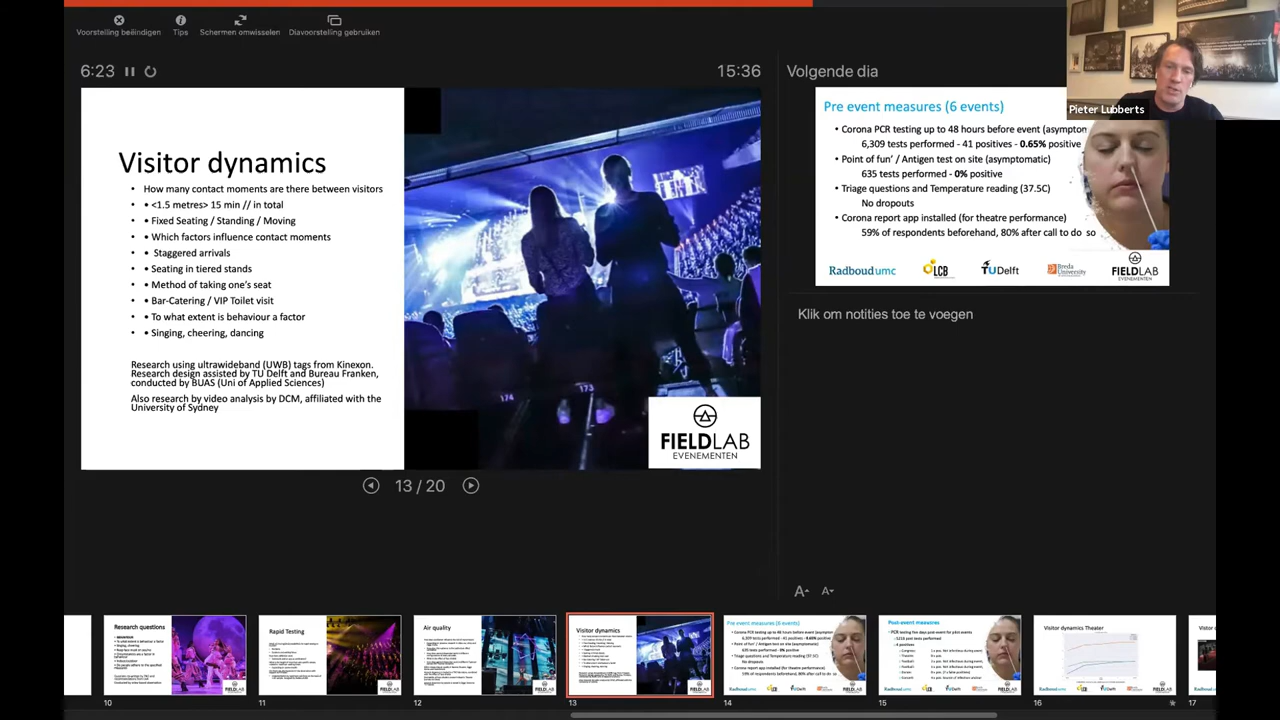 Voorstelling beëindigen
Tips
Schermen omwisselen
Diavoorstelling gebruiken
6:23
15:36
Visitor dynamics
• How many contact moments are there between visitors
• • <1.5 metres> 15 min // in total
• • Fixed Seating / Standing / Moving
• • Which factors influence contact moments
• • Staggered arrivals
• • Seating in tiered stands
• • Method of taking one's seat
• • Bar-Catering / VIP Toilet visit
• • To what extent is behaviour a factor
• • Singing, cheering, dancing
Research using ultrawideband (UWB) tags from Kinexon.
Research design assisted by TU Delft and Bureau Franken,
conducted by BUAS (Uni of Applied Sciences)
Also research by video analysis by DCM, affiliated with the
University of Sydney
174
173
FIELDLAB
EVENEMENTEN
13 / 20
Volgende dia
Pieter Lubberts
Pre event measures (6 events)
• Corona PCR testing up to 48 hours before event (asympton
6,309 tests performed - 41 positives - 0.65% positive
• Point of fun' / Antigen test on site (asymptomatic)
635 tests performed - 0% positive
• Triage questions and Temperature reading (37.5C)
No dropouts
• Corona report app installed (for theatre performance)
59% of respondents beforehand, 80% after call to do so
Radboudumc
LCB
TUDelft
Breda
University
FIELDLAB
EVENEMENTEN
Klik om notities toe te voegen
A
A
Research questions
Rapid Testing
Air quality
Visitor dynamics
Pre event measures (6 events)
Post-event measures
Visitor dynamics Theater
Visitor
10
11
12
13
14
15
16
17